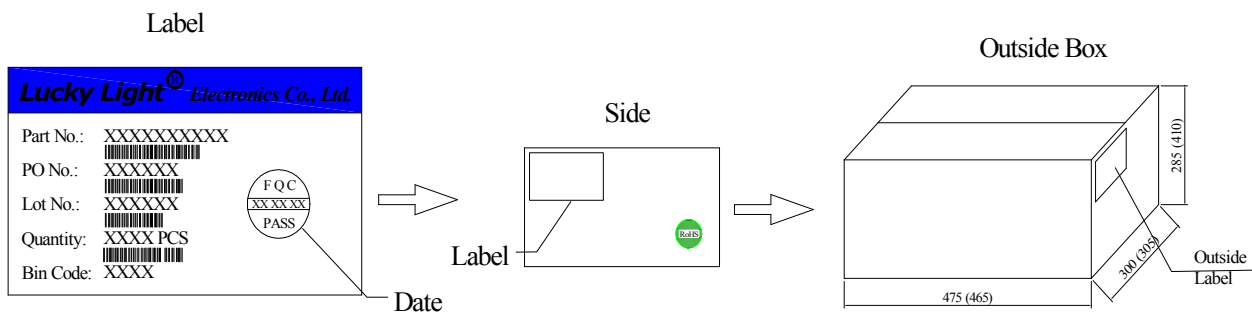 Label
Lucky Light® Electronics Co., Ltd.
Part No.: XXXXXXXXXX
PO No.: XXXXXX
Lot No.: XXXXXX
Quantity: XXXX PCS
Bin Code: XXXX
FQC
XX XX XX
PASS
Date
Side
RoHS
Label
Outside Box
285 (410)
300 (305)
475 (465)
Outside
Label